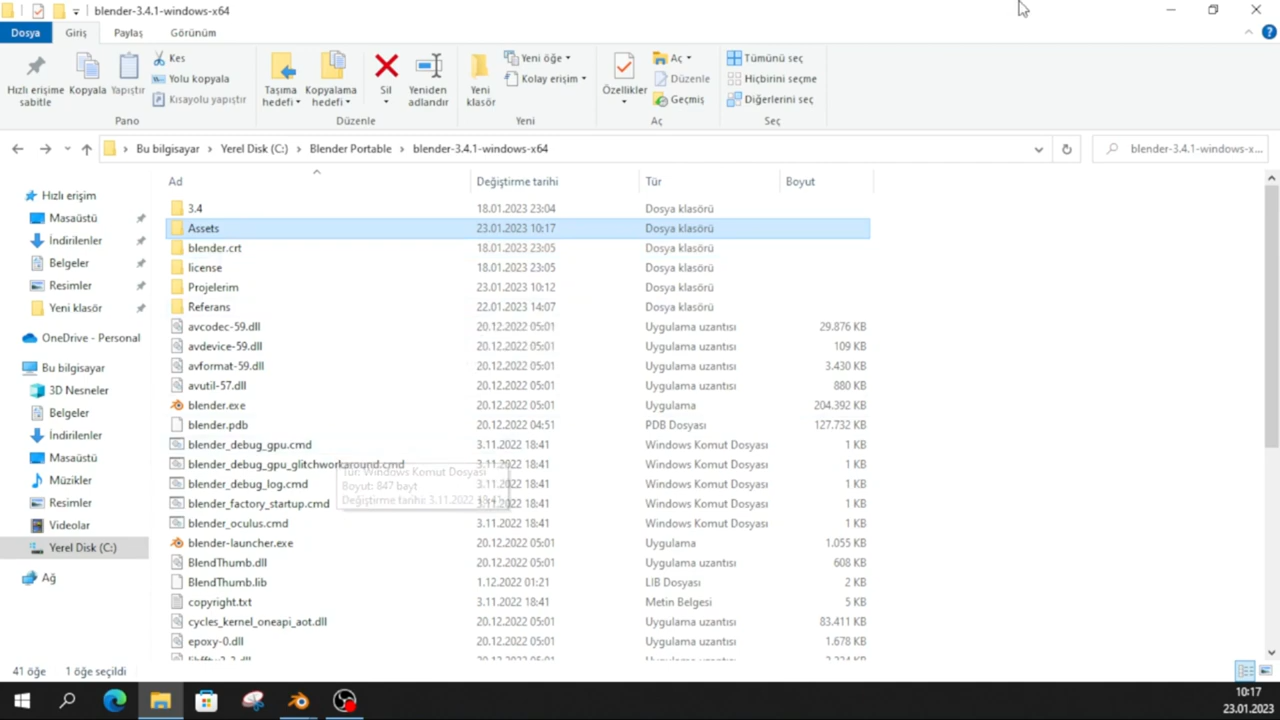 blender-3.4.1-windows-x64
Dosya Giriş Paylaş Görünüm
Hızlı erişime sabitle
Kopyala
Yapıştır
Kes
Yolu kopyala
Kısayolu yapıştır
Pano
Taşıma hedefi
Kopyalama hedefi
Sil
Yeniden adlandır
Düzenle
Yeni klasör
Yeni öğe
Kolay erişim
Yeni
Özellikler
Aç
Düzenle
Geçmiş
Aç
Tümünü seç
Hiçbirini seçme
Diğerlerini seç
Seç
Bu bilgisayar Yerel Disk (C:) Blender Portable blender-3.4.1-windows-x64
blender-3.4.1-windows-x...
Hızlı erişim
Masaüstü
İndirilenler
Belgeler
Resimler
Yeni klasör
OneDrive - Personal
Bu bilgisayar
3D Nesneler
Belgeler
İndirilenler
Masaüstü
Müzikler
Resimler
Videolar
Yerel Disk (C:)
Ağ
Ad Değiştirme tarihi Tür Boyut
3.4 18.01.2023 23:04 Dosya klasörü
Assets 23.01.2023 10:17 Dosya klasörü
blender.crt 18.01.2023 23:05 Dosya klasörü
license 18.01.2023 23:05 Dosya klasörü
Projelerim 23.01.2023 10:12 Dosya klasörü
Referans 22.01.2023 14:07 Dosya klasörü
avcodec-59.dll 20.12.2022 05:01 Uygulama uzantısı 29.876 KB
avdevice-59.dll 20.12.2022 05:01 Uygulama uzantısı 109 KB
avformat-59.dll 20.12.2022 05:01 Uygulama uzantısı 3.430 KB
avutil-57.dll 20.12.2022 05:01 Uygulama uzantısı 880 KB
blender.exe 20.12.2022 05:01 Uygulama 204.392 KB
blender.pdb 20.12.2022 04:51 PDB Dosyası 127.732 KB
blender_debug_gpu.cmd 3.11.2022 18:41 Windows Komut Dosyası 1 KB
blender_debug_gpu_glitchworkaround.cmd 3.11.2022 18:41 Windows Komut Dosyası 1 KB
Tür: Windows Komut Dosyası
Boyut: 847 bayt
Değiştirme tarihi: 3.11.2022 18:41
blender_debug_log.cmd 3.11.2022 18:41 Windows Komut Dosyası 1 KB
blender_factory_startup.cmd 3.11.2022 18:41 Windows Komut Dosyası 1 KB
blender_oculus.cmd 3.11.2022 18:41 Windows Komut Dosyası 1 KB
blender-launcher.exe 20.12.2022 05:01 Uygulama 1.055 KB
BlendThumb.dll 20.12.2022 05:01 Uygulama uzantısı 608 KB
BlendThumb.lib 1.12.2022 01:21 LIB Dosyası 2 KB
copyright.txt 3.11.2022 18:41 Metin Belgesi 5 KB
cycles_kernel_oneapi_aot.dll 20.12.2022 05:01 Uygulama uzantısı 83.411 KB
epoxy-0.dll 20.12.2022 05:01 Uygulama uzantısı 1.678 KB
41 öğe 1 öğe seçildi
10:17
23.01.2023